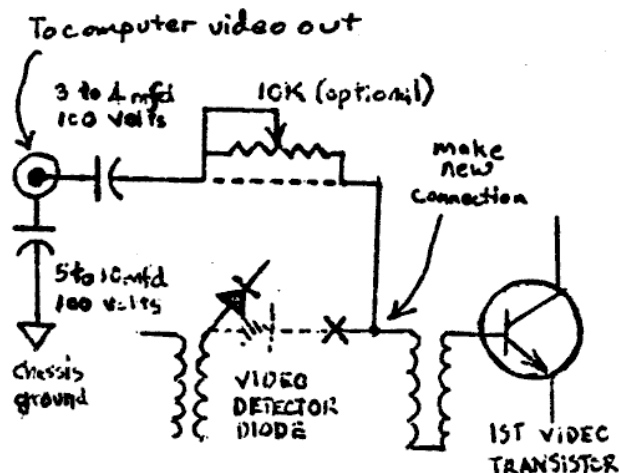 To computer video out
3 to 4 mfd
100 volts
10K (optional)
make
new
connection
5 to 10 mfd
100 volts
chassis
ground
VIDEO
DETECTOR
DIODE
1ST VIDEO
TRANSISTER